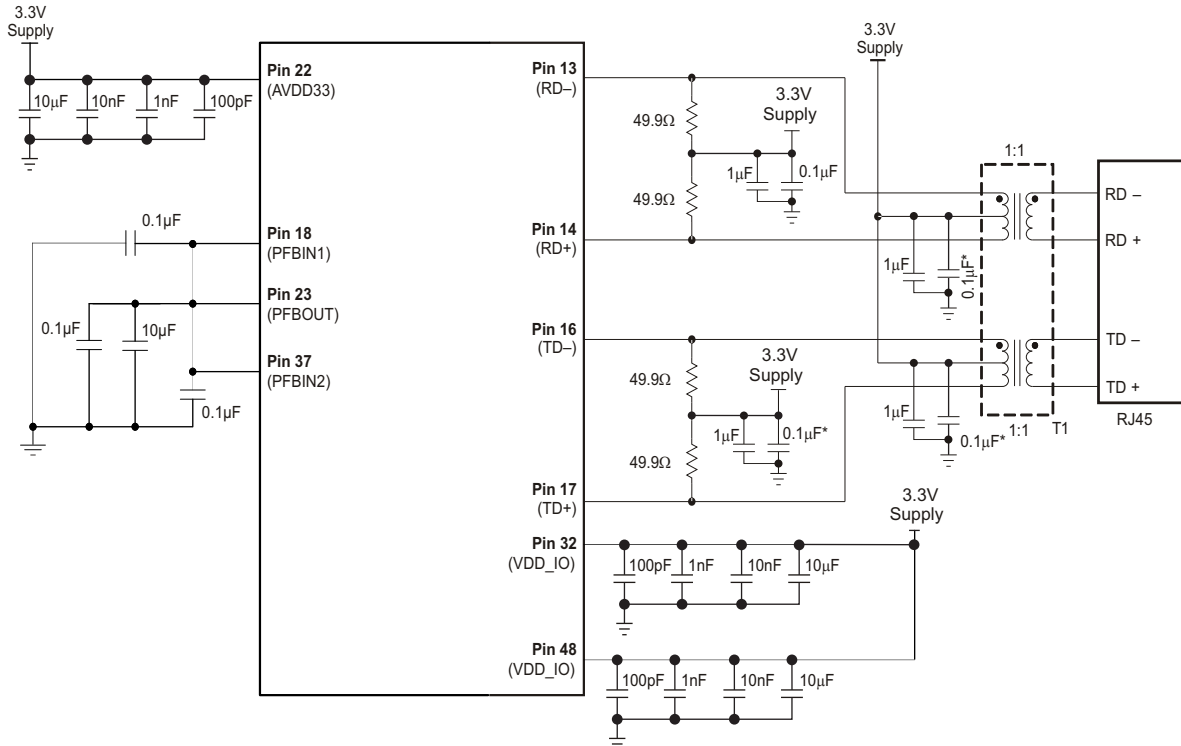 3.3V
Supply
Pin 22
(AVDD33)
10µF
10nF
1nF
100pF
0.1µF
Pin 18
(PFBIN1)
Pin 23
(PFBOUT)
0.1µF
10µF
Pin 37
(PFBIN2)
0.1µF
Pin 13
(RD–)
49.9Ω
3.3V
Supply
1µF
0.1µF
49.9Ω
Pin 14
(RD+)
3.3V
Supply
1:1
RD –
RD +
1µF
0.1µF*
Pin 16
(TD–)
49.9Ω
3.3V
Supply
1µF
0.1µF*
49.9Ω
Pin 17
(TD+)
TD –
TD +
1µF
0.1µF*
1:1
T1
RJ45
3.3V
Supply
Pin 32
(VDD_IO)
100pF
1nF
10nF
10µF
Pin 48
(VDD_IO)
100pF
1nF
10nF
10µF